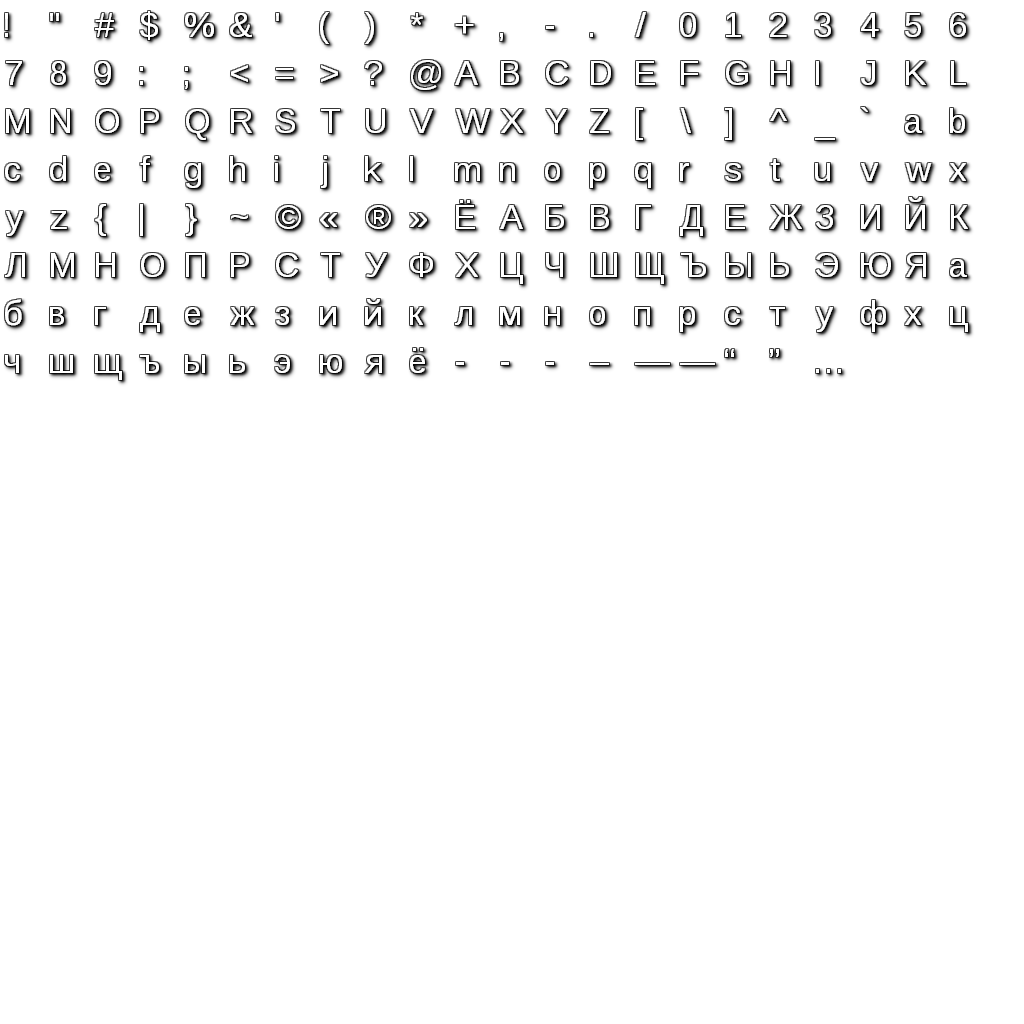 ! " # $ % & ' ( ) * + , - . / 0 1 2 3 4 5 6
7 8 9 : ; < = > ? @ A B C D E F G H I J K L
M N O P Q R S T U V W X Y Z [ \ ] ^ _ ` a b
c d e f g h i j k l m n o p q r s t u v w x
y z { | } ~ © « ® » Ё А Б В Г Д Е Ж З И Й К
Л М Н О П Р С Т У Ф Х Ц Ч Ш Щ Ъ Ы Ь Э Ю Я а
б в г д е ж з и й к л м н о п р с т у ф х ц
ч ш щ ъ ы ь э ю я ё - - - – — — “ ” …